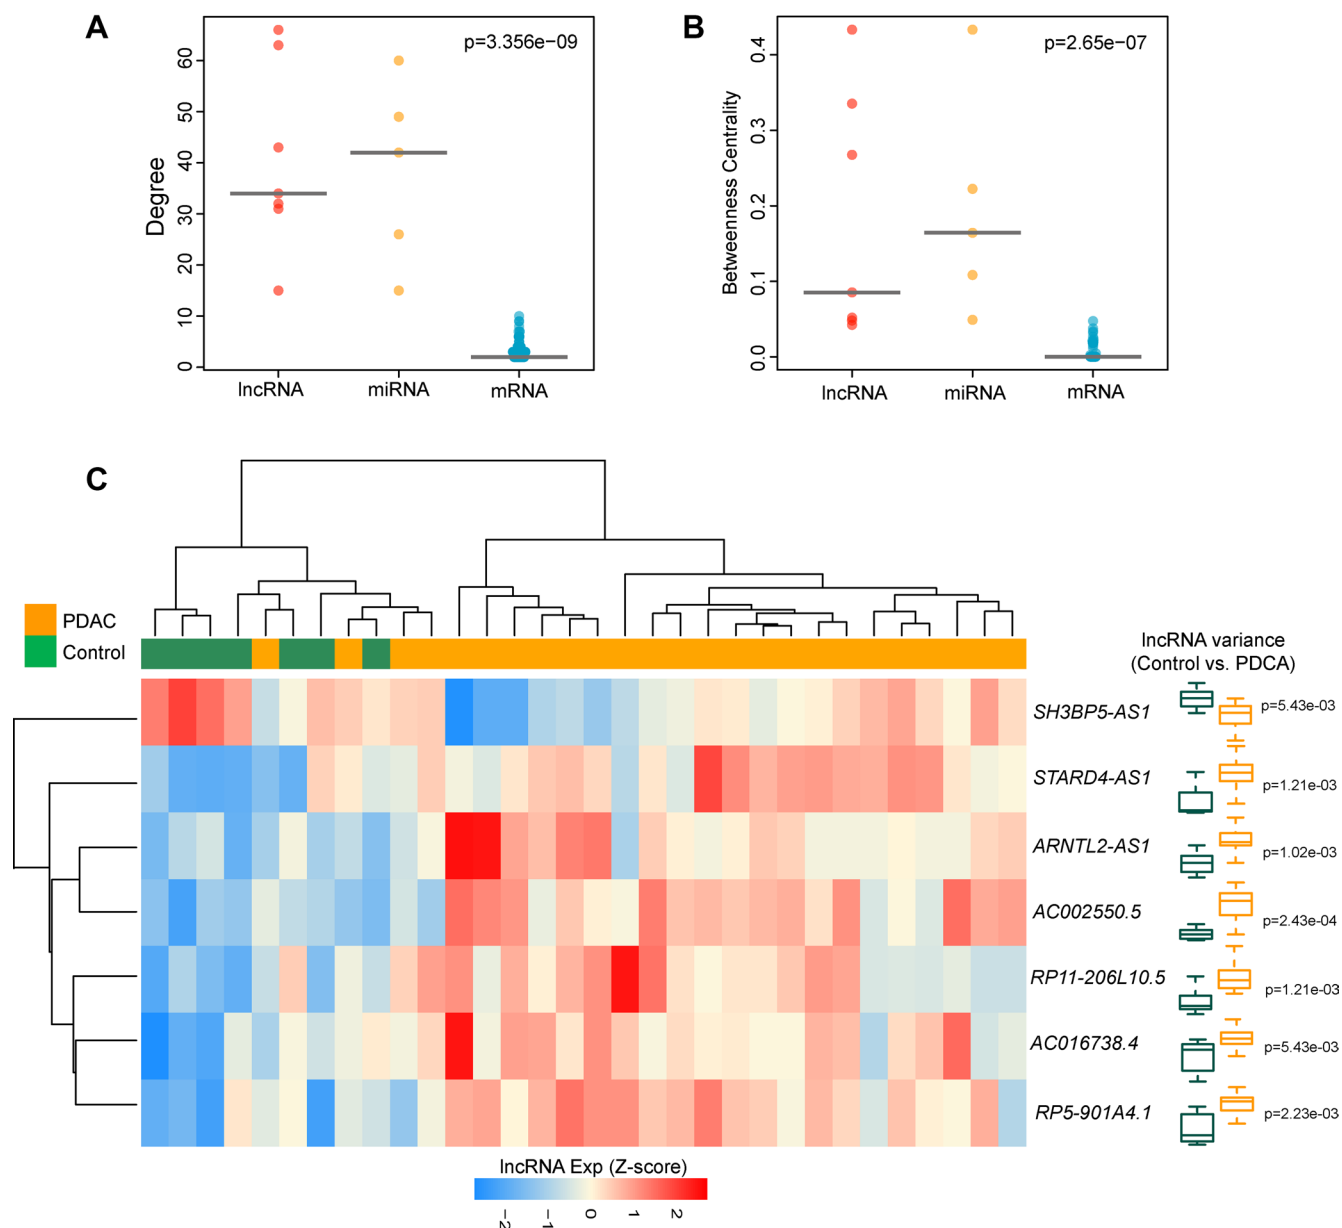 A
p=3.356e−09
Degree
60
50
40
30
20
10
0
lncRNA
miRNA
mRNA
B
p=2.65e−07
Betweenness Centrality
0.4
0.3
0.2
0.1
0.0
lncRNA
miRNA
mRNA
C
PDAC
Control
lncRNA variance
(Control vs. PDCA)
SH3BP5-AS1
p=5.43e-03
STARD4-AS1
p=1.21e-03
ARNTL2-AS1
p=1.02e-03
AC002550.5
p=2.43e-04
RP11-206L10.5
p=1.21e-03
AC016738.4
p=5.43e-03
RP5-901A4.1
p=2.23e-03
lncRNA Exp (Z-score)
−2
−1
0
1
2